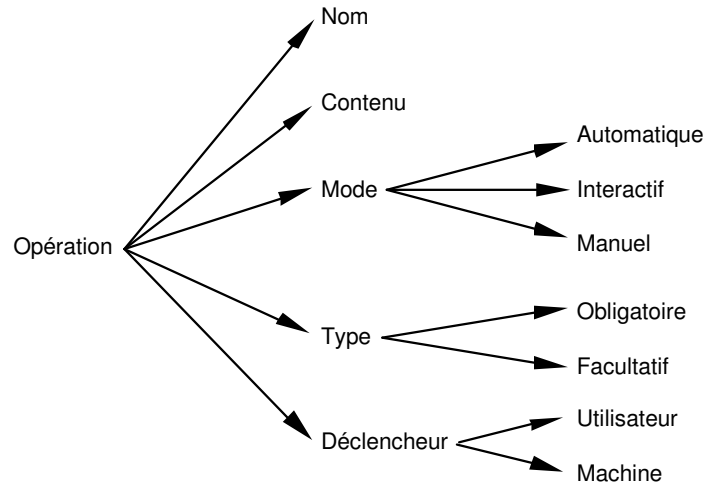 Nom
Contenu
Automatique
Mode
Interactif
Manuel
Opération
Obligatoire
Type
Facultatif
Utilisateur
Déclencheur
Machine